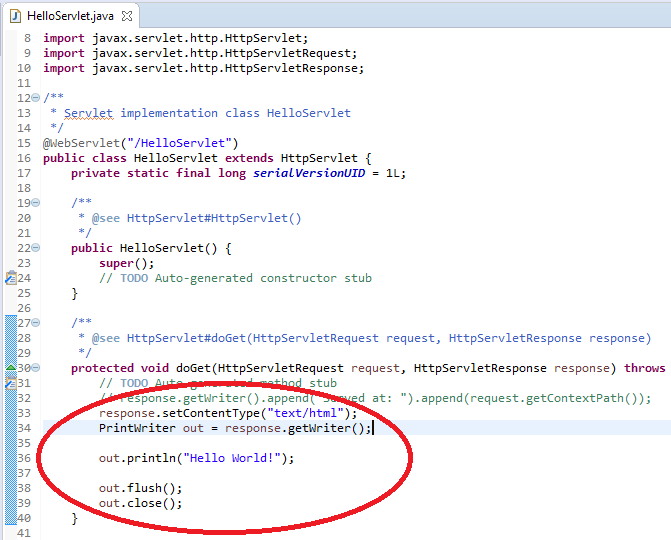 HelloServlet.java
8 import javax.servlet.http.HttpServlet;
9 import javax.servlet.http.HttpServletRequest;
10 import javax.servlet.http.HttpServletResponse;
11
12 /**
13  * Servlet implementation class HelloServlet
14  */
15 @WebServlet("/HelloServlet")
16 public class HelloServlet extends HttpServlet {
17     private static final long serialVersionUID = 1L;
18
19     /**
20      * @see HttpServlet#HttpServlet()
21      */
22     public HelloServlet() {
23         super();
24         // TODO Auto-generated constructor stub
25     }
26
27     /**
28      * @see HttpServlet#doGet(HttpServletRequest request, HttpServletResponse response)
29      */
30     protected void doGet(HttpServletRequest request, HttpServletResponse response) throws
31         // TODO Auto-generated method stub
32         // response.getWriter().append("Served at: ").append(request.getContextPath());
33         response.setContentType("text/html");
34         PrintWriter out = response.getWriter();
35
36         out.println("Hello World!");
37
38         out.flush();
39         out.close();
40     }
41